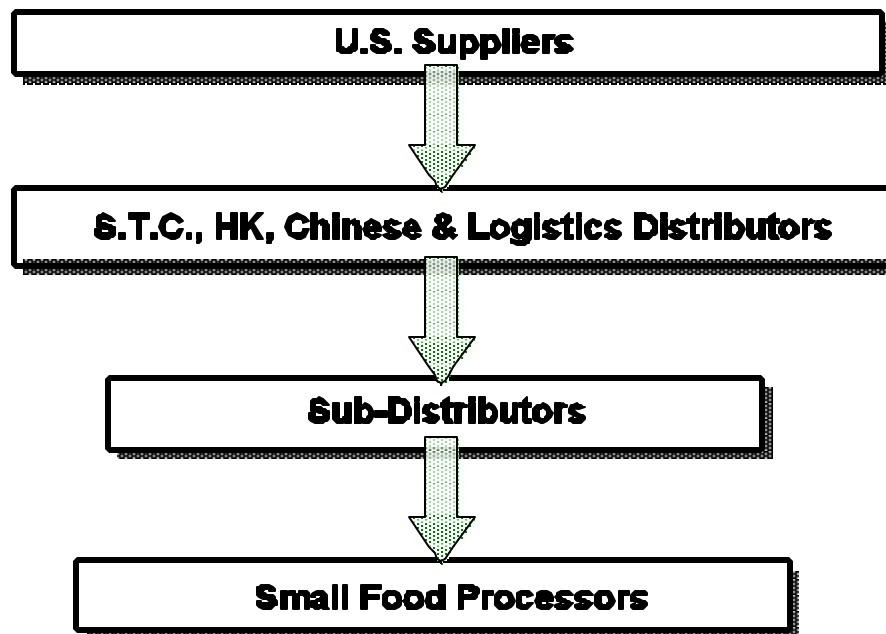 U.S. Suppliers
S.T.C., HK, Chinese & Logistics Distributors
Sub-Distributors
Small Food Processors